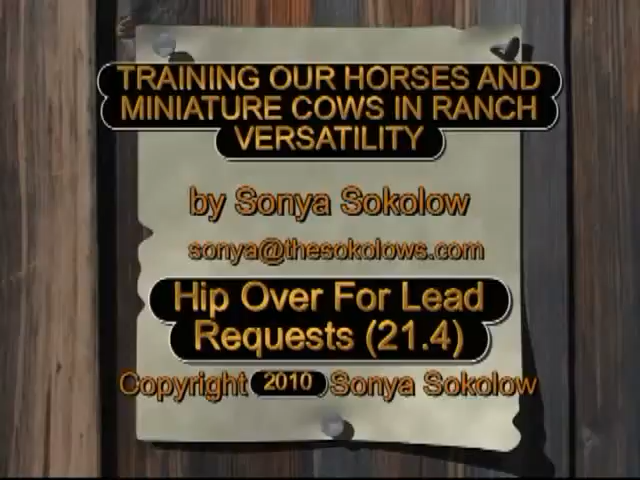 TRAINING OUR HORSES AND
MINIATURE COWS IN RANCH
VERSATILITY
by Sonya Sokolow
sonya@thesokolows.com
Hip Over For Lead
Requests (21.4)
Copyright 2010 Sonya Sokolow